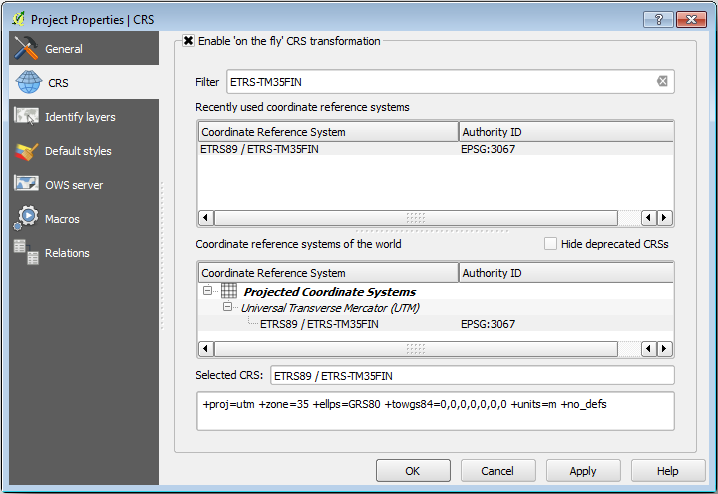 Project Properties | CRS
General
CRS
Identify layers
Default styles
OWS server
Macros
Relations
Enable 'on the fly' CRS transformation
Filter ETRS-TM35FIN
Recently used coordinate reference systems
Coordinate Reference System Authority ID
ETRS89 / ETRS-TM35FIN EPSG:3067
Coordinate reference systems of the world Hide deprecated CRSs
Coordinate Reference System Authority ID
Projected Coordinate Systems
Universal Transverse Mercator (UTM)
ETRS89 / ETRS-TM35FIN EPSG:3067
Selected CRS: ETRS89 / ETRS-TM35FIN
+proj=utm +zone=35 +ellps=GRS80 +towgs84=0,0,0,0,0,0,0 +units=m +no_defs
OK Cancel Apply Help